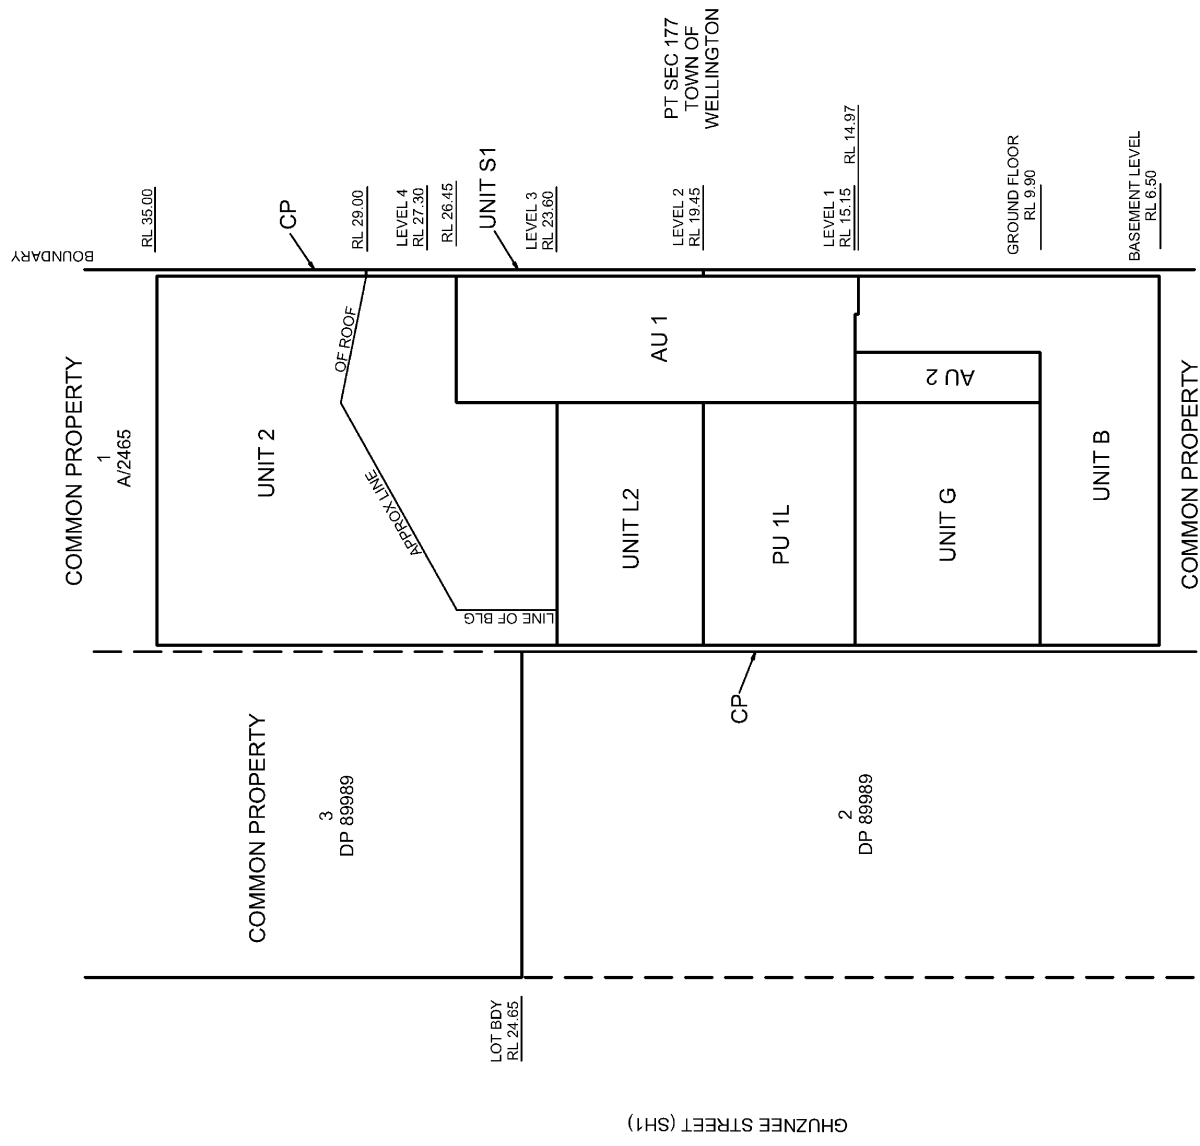 PT SEC 177
TOWN OF
WELLINGTON
BOUNDARY
RL 35.00
CP
RL 29.00
LEVEL 4
RL 27.30
RL 26.45
UNIT S1
LEVEL 3
RL 23.60
LEVEL 2
RL 19.45
LEVEL 1
RL 15.15
RL 14.97
GROUND FLOOR
RL 9.90
BASEMENT LEVEL
RL 6.50
COMMON PROPERTY
1
A/2465
UNIT 2
OF ROOF
APPROX LINE
LINE OF BLG
AU 1
AU 2
UNIT L2
PU 1L
UNIT G
UNIT B
COMMON PROPERTY
CP
COMMON PROPERTY
3
DP 89989
2
DP 89989
LOT BDY
RL 24.65
GHUZNEE STREET (SH1)